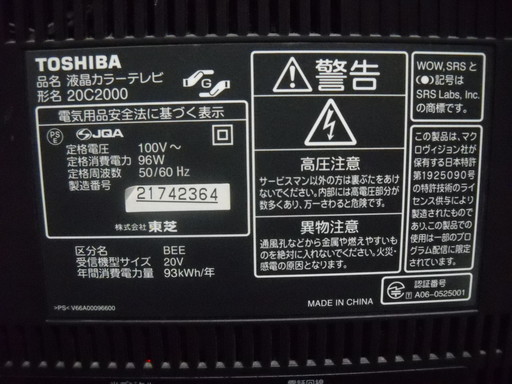 TOSHIBA
品名 液晶カラーテレビ
形名 20C2000
G
電気用品安全法に基づく表示
PS
E
JQA
定格電圧 100V～
定格消費電力 96W
定格周波数 50/60 Hz
製造番号 21742364
株式会社 東芝
区分名 BEE
受信機型サイズ 20V
年間消費電力量 93kWh/年
>PS< V66A00096600
警告
高圧注意
サービスマン以外の方は裏ぶたをあけ
ないでください。内部には高電圧部分が
数多くあり、万一さわると危険です。
異物注意
通風孔などから金属や燃えやすいもの
を絶対に入れないでください。火災・
感電の原因となります。
MADE IN CHINA
WOW, SRS と
(●)記号は
SRS Labs, Inc.
の商標です。
この製品は、マク
ロヴィジョン社が
保有する日本特許
第1925090号
の特許技術のライ
センス供与により
製造されています。
この製品での
使用は一部のプロ
グラム配信に限定
されています。
認証番号
T A06-0525001